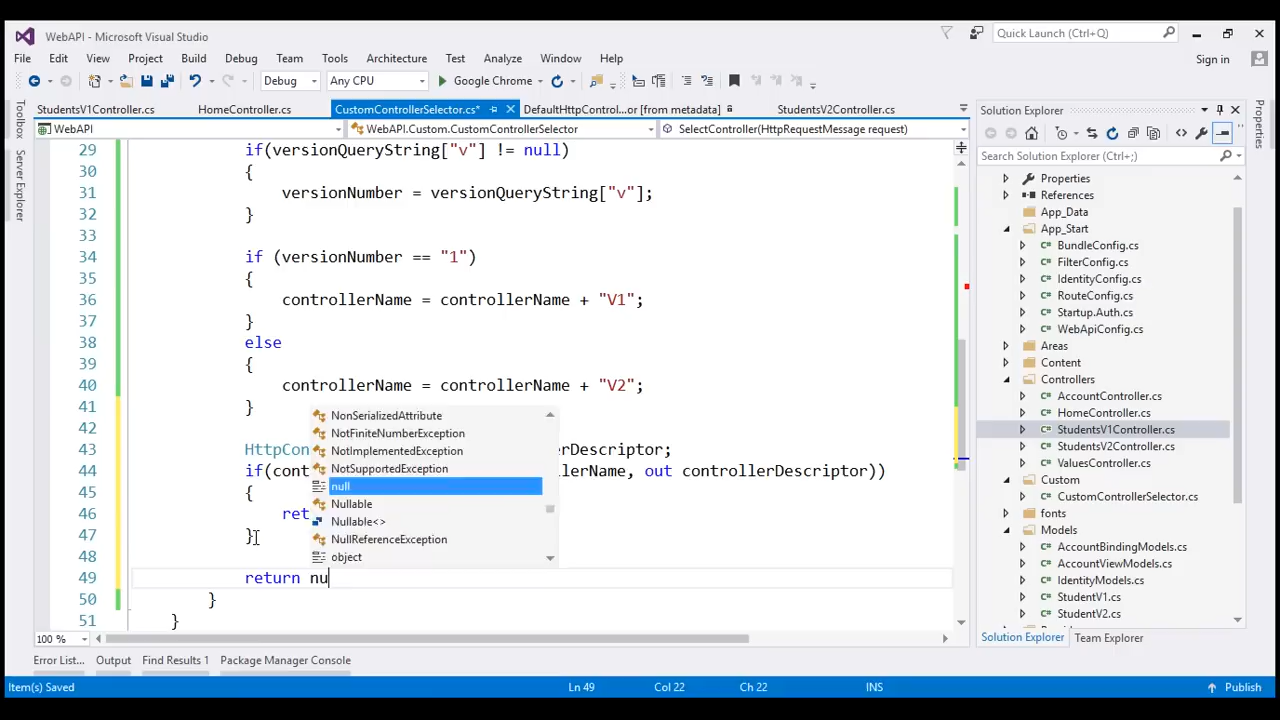 WebAPI - Microsoft Visual Studio
Quick Launch (Ctrl+Q)
File Edit View Project Build Debug Team Tools Architecture Test Analyze Window Help
Sign in
Debug Any CPU Google Chrome
StudentsV1Controller.cs HomeController.cs CustomControllerSelector.cs* DefaultHttpControl...or [from metadata] StudentsV2Controller.cs
WebAPI WebAPI.Custom.CustomControllerSelector SelectController(HttpRequestMessage request)
Toolbox
Server Explorer
29 if(versionQueryString["v"] != null)
30 {
31 versionNumber = versionQueryString["v"];
32 }
33
34 if (versionNumber == "1")
35 {
36 controllerName = controllerName + "V1";
37 }
38 else
39 {
40 controllerName = controllerName + "V2";
41 }
42
43 HttpCon erDescriptor;
44 if(cont llerName, out controllerDescriptor))
45 {
46 ret
47 }
48
49 return nu
50 }
51 }
NonSerializedAttribute
NotFiniteNumberException
NotImplementedException
NotSupportedException
null
Nullable
Nullable<>
NullReferenceException
object
100 %
Solution Explorer
Search Solution Explorer (Ctrl+;)
Properties
References
App_Data
App_Start
BundleConfig.cs
FilterConfig.cs
IdentityConfig.cs
RouteConfig.cs
Startup.Auth.cs
WebApiConfig.cs
Areas
Content
Controllers
AccountController.cs
HomeController.cs
StudentsV1Controller.cs
StudentsV2Controller.cs
ValuesController.cs
Custom
CustomControllerSelector.cs
fonts
Models
AccountBindingModels.cs
AccountViewModels.cs
IdentityModels.cs
StudentV1.cs
StudentV2.cs
Solution Explorer Team Explorer
Properties
Error List... Output Find Results 1 Package Manager Console
Item(s) Saved Ln 49 Col 22 Ch 22 INS Publish